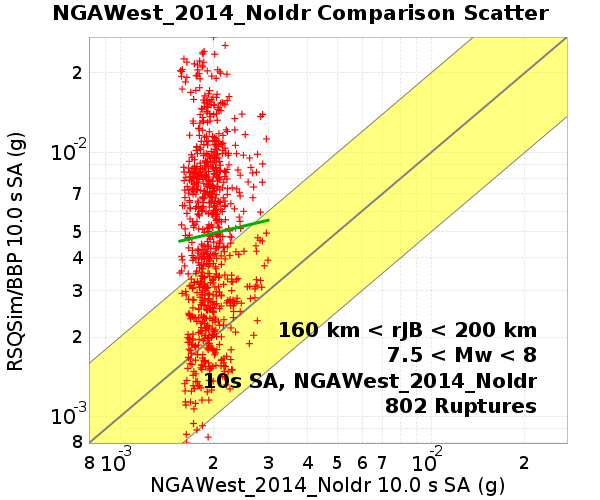 NGAWest_2014_NoIdr Comparison Scatter
RSQSim/BBP 10.0 s SA (g)
2
10-2
7
5
4
3
2
10-3
8
160 km < rJB < 200 km
7.5 < Mw < 8
10s SA, NGAWest_2014_NoIdr
802 Ruptures
8 10-3 2 3 4 5 6 7 10-2 2
NGAWest_2014_NoIdr 10.0 s SA (g)